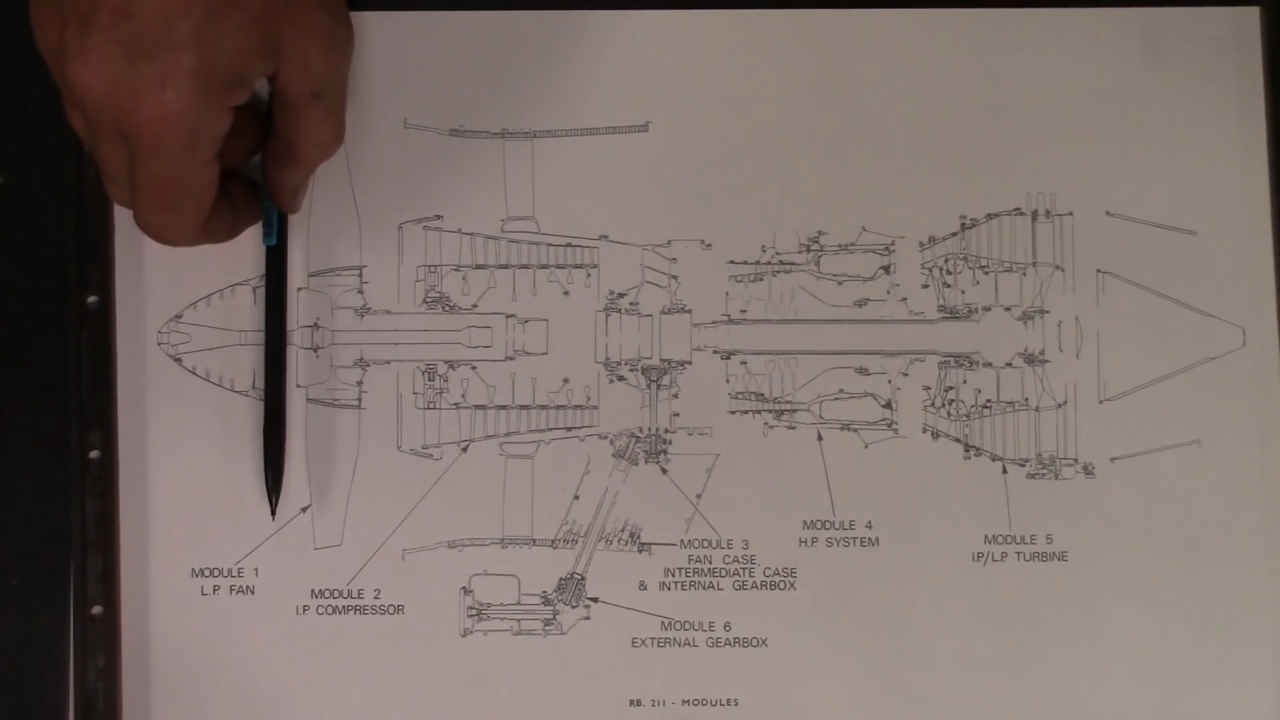 MODULE 1
L.P. FAN
MODULE 2
I.P COMPRESSOR
MODULE 3
FAN CASE,
INTERMEDIATE CASE
& INTERNAL GEARBOX
MODULE 4
H.P. SYSTEM
MODULE 5
I.P./L.P. TURBINE
MODULE 6
EXTERNAL GEARBOX
RB. 211 - MODULES